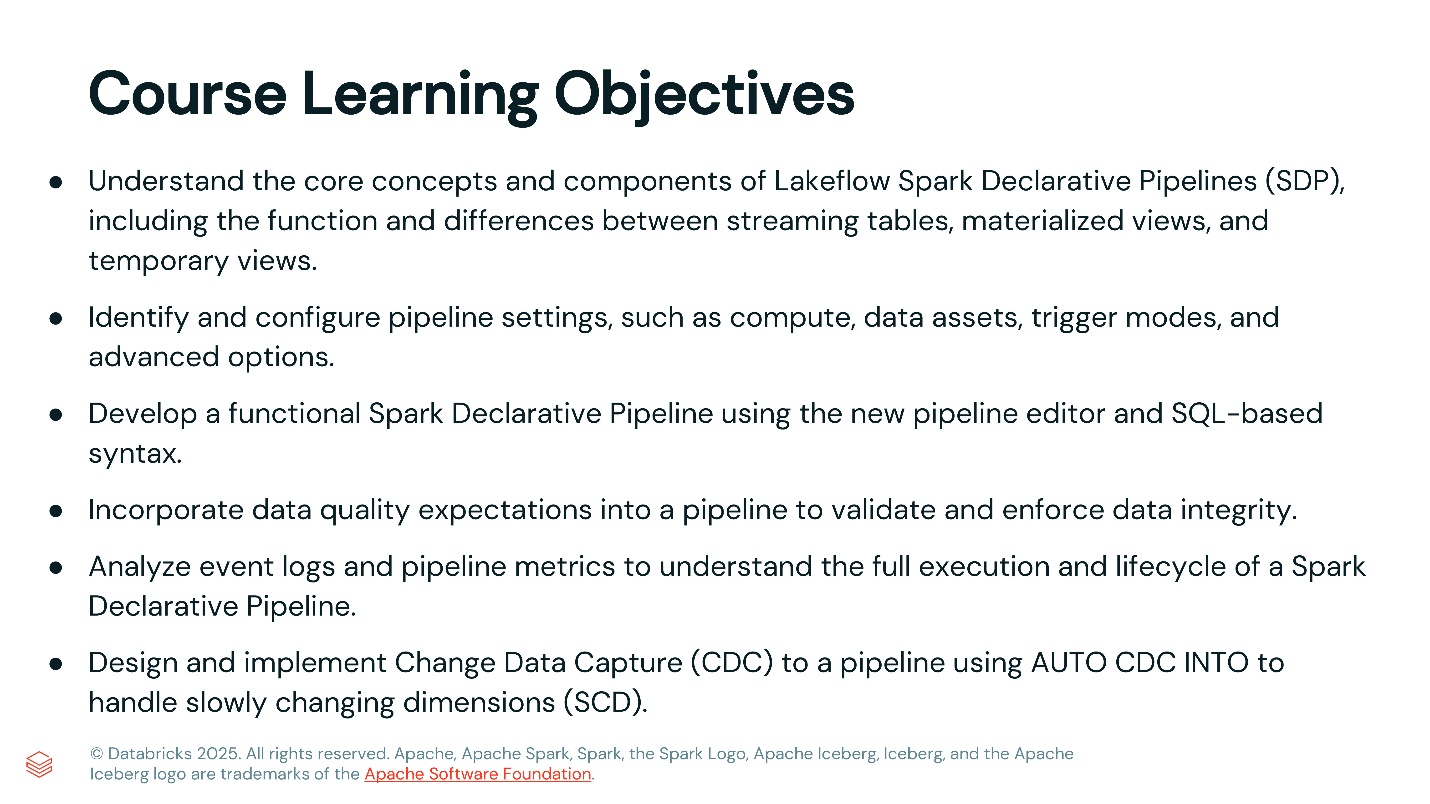 Course Learning Objectives
● Understand the core concepts and components of Lakeflow Spark Declarative Pipelines (SDP),
including the function and differences between streaming tables, materialized views, and
temporary views.
● Identify and configure pipeline settings, such as compute, data assets, trigger modes, and
advanced options.
● Develop a functional Spark Declarative Pipeline using the new pipeline editor and SQL-based
syntax.
● Incorporate data quality expectations into a pipeline to validate and enforce data integrity.
● Analyze event logs and pipeline metrics to understand the full execution and lifecycle of a Spark
Declarative Pipeline.
● Design and implement Change Data Capture (CDC) to a pipeline using AUTO CDC INTO to
handle slowly changing dimensions (SCD).
© Databricks 2025. All rights reserved. Apache, Apache Spark, Spark, the Spark Logo, Apache Iceberg, Iceberg, and the Apache
Iceberg logo are trademarks of the Apache Software Foundation.